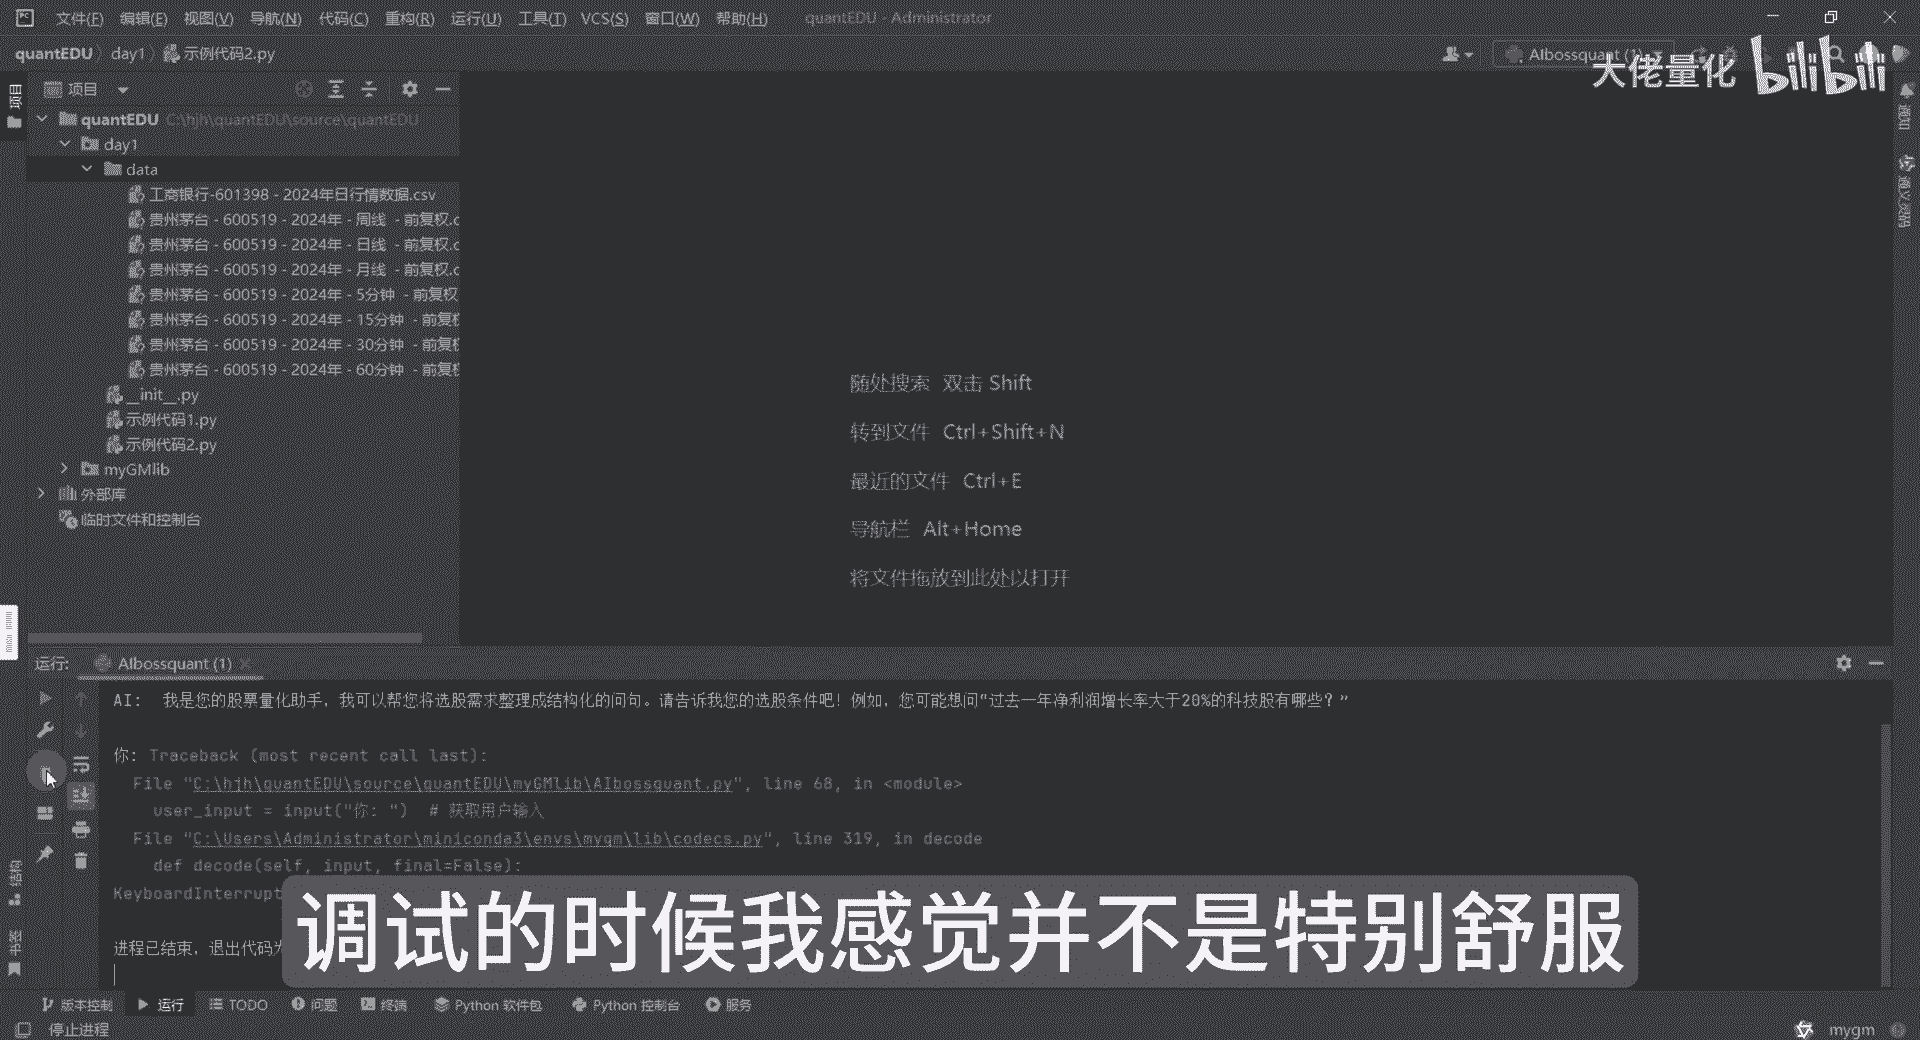 文件(F) 编辑(E) 视图(V) 导航(N) 代码(C) 重构(R) 运行(U) 工具(T) VCS(S) 窗口(W) 帮助(H) quantEDU - Administrator
quantEDU day1 示例代码2.py
AIbossquant (1)
大佬量化 bilibili
项目
项目
通知
quantEDU C:\hjh\quantEDU\source\quantEDU
day1
data
工商银行-601398 - 2024年日行情数据.csv
贵州茅台 - 600519 - 2024年 - 周线 - 前复权.c
贵州茅台 - 600519 - 2024年 - 日线 - 前复权.c
贵州茅台 - 600519 - 2024年 - 月线 - 前复权.c
贵州茅台 - 600519 - 2024年 - 5分钟 - 前复权
贵州茅台 - 600519 - 2024年 - 15分钟 - 前复权
贵州茅台 - 600519 - 2024年 - 30分钟 - 前复权
贵州茅台 - 600519 - 2024年 - 60分钟 - 前复权
__init__.py
示例代码1.py
示例代码2.py
myGMlib
外部库
临时文件和控制台
随处搜索 双击 Shift
转到文件 Ctrl+Shift+N
最近的文件 Ctrl+E
导航栏 Alt+Home
将文件拖放到此处以打开
运行: AIbossquant (1)
AI: 我是您的股票量化助手，我可以帮您将选股需求整理成结构化的问句。请告诉我您的选股条件吧！例如，您可能想问“过去一年净利润增长率大于20%的科技股有哪些？”
你: Traceback (most recent call last):
File "C:\hjh\quantEDU\source\quantEDU\myGMlib\AIbossquant.py", line 68, in <module>
user_input = input("你: ") # 获取用户输入
File "C:\Users\Administrator\miniconda3\envs\mygm\lib\codecs.py", line 319, in decode
def decode(self, input, final=False):
KeyboardInterrupt
进程已结束，退出代码为
调试的时候我感觉并不是特别舒服
结构
书签
版本控制 运行 TODO 问题 终端 Python 软件包 Python 控制台 服务
停止进程 mygm